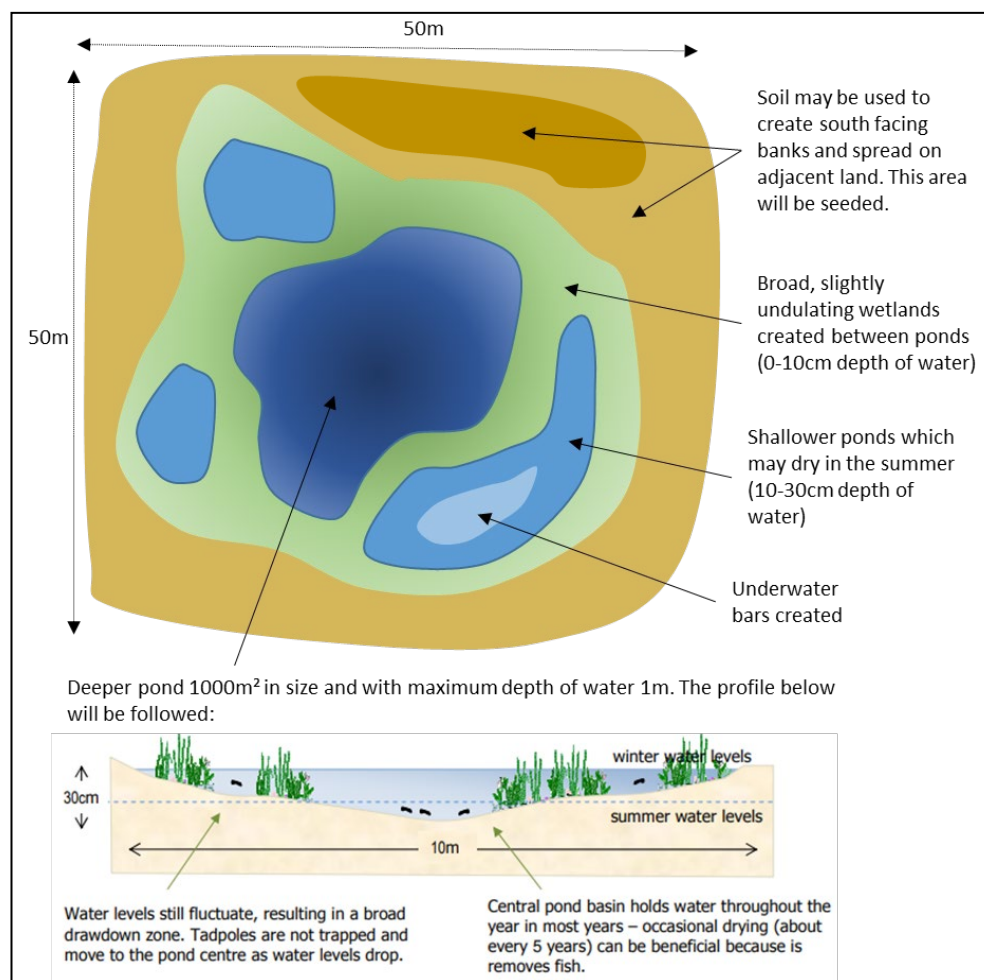 50m
50m
Soil may be used to
create south facing
banks and spread on
adjacent land. This area
will be seeded.
Broad, slightly
undulating wetlands
created between ponds
(0-10cm depth of water)
Shallower ponds which
may dry in the summer
(10-30cm depth of
water)
Underwater
bars created
Deeper pond 1000m² in size and with maximum depth of water 1m. The profile below
will be followed:
winter water levels
30cm
summer water levels
10m
Water levels still fluctuate, resulting in a broad
drawdown zone. Tadpoles are not trapped and
move to the pond centre as water levels drop.
Central pond basin holds water throughout the
year in most years – occasional drying (about
every 5 years) can be beneficial because is
removes fish.